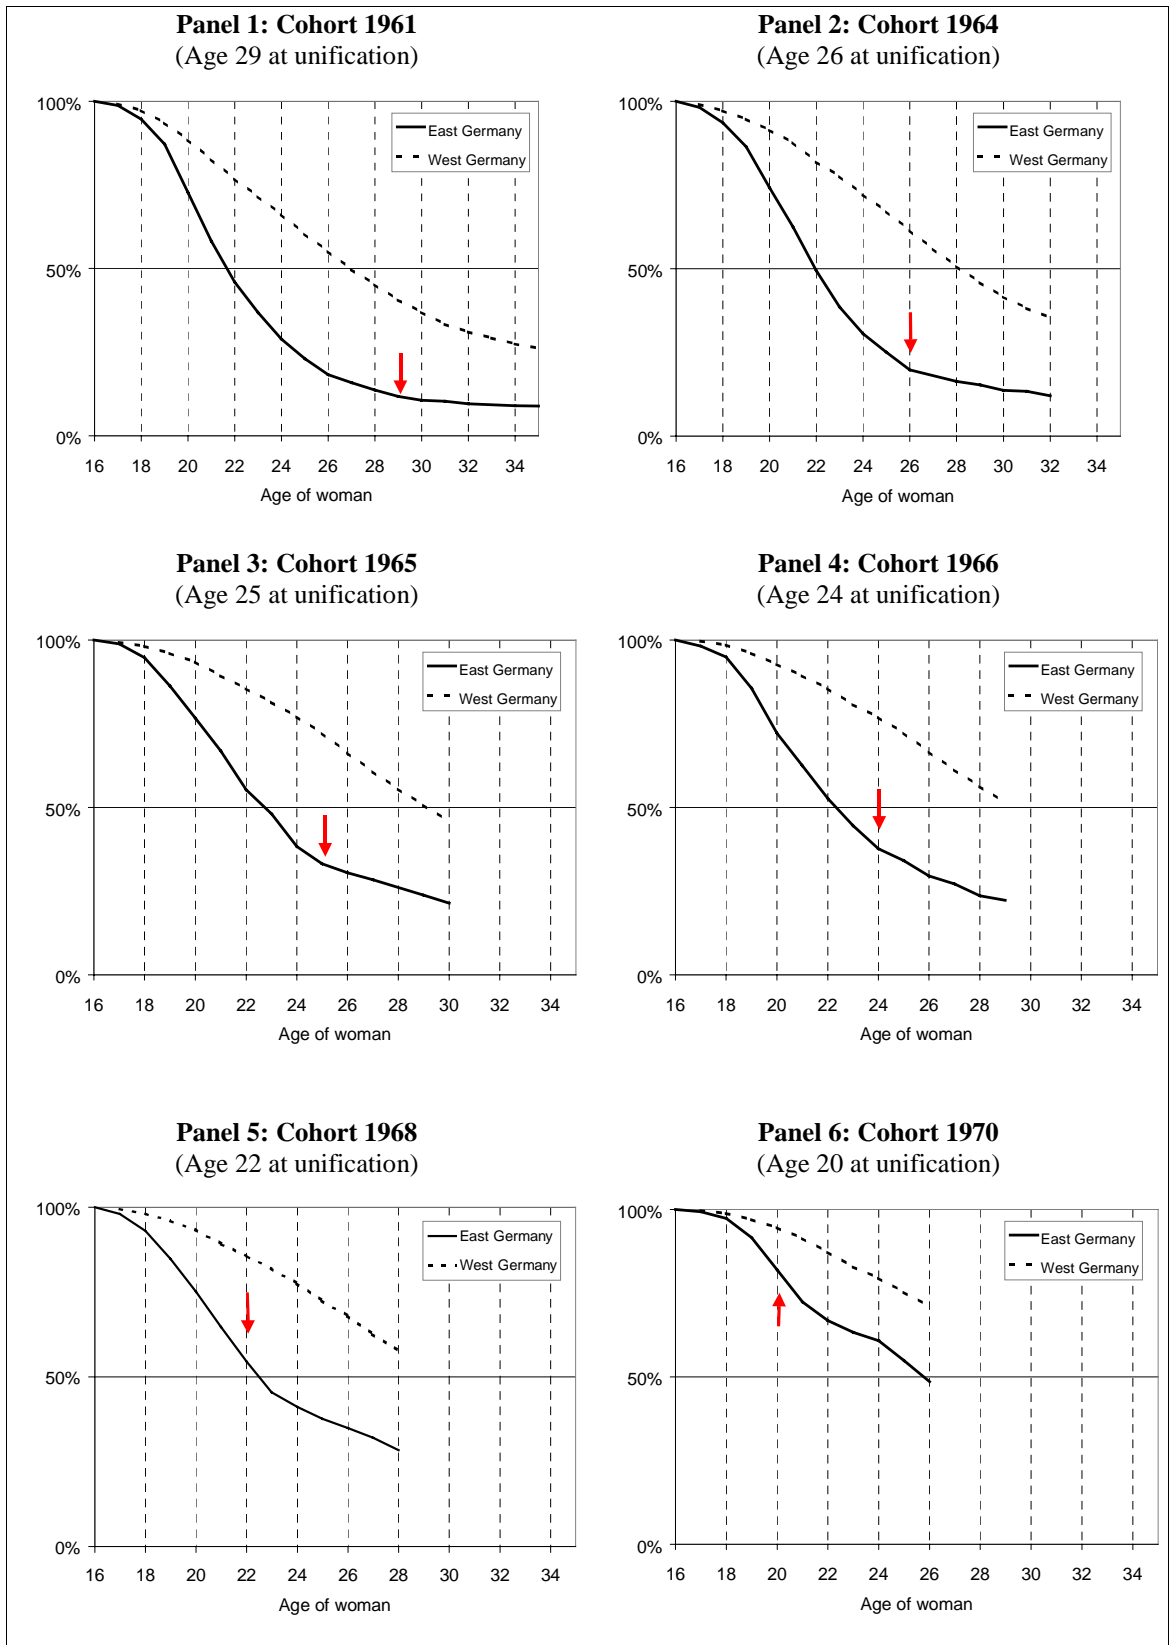 Panel 1: Cohort 1961
(Age 29 at unification)
100%
50%
0%
East Germany
West Germany
16 18 20 22 24 26 28 30 32 34
Age of woman
Panel 2: Cohort 1964
(Age 26 at unification)
100%
50%
0%
East Germany
West Germany
16 18 20 22 24 26 28 30 32 34
Age of woman
Panel 3: Cohort 1965
(Age 25 at unification)
100%
50%
0%
East Germany
West Germany
16 18 20 22 24 26 28 30 32 34
Age of woman
Panel 4: Cohort 1966
(Age 24 at unification)
100%
50%
0%
East Germany
West Germany
16 18 20 22 24 26 28 30 32 34
Age of woman
Panel 5: Cohort 1968
(Age 22 at unification)
100%
50%
0%
East Germany
West Germany
16 18 20 22 24 26 28 30 32 34
Age of woman
Panel 6: Cohort 1970
(Age 20 at unification)
100%
50%
0%
East Germany
West Germany
16 18 20 22 24 26 28 30 32 34
Age of woman